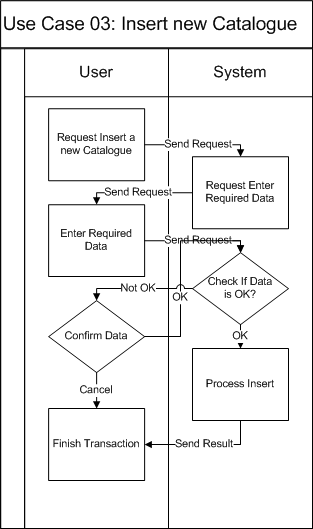 Use Case 03: Insert new Catalogue
User
System
Request Insert a
new Catalogue
Send Request
Request Enter
Required Data
Send Request
Enter Required
Data
Send Request
Check If Data
is OK?
Not OK
OK
Confirm Data
OK
Cancel
Process Insert
Finish Transaction
Send Result